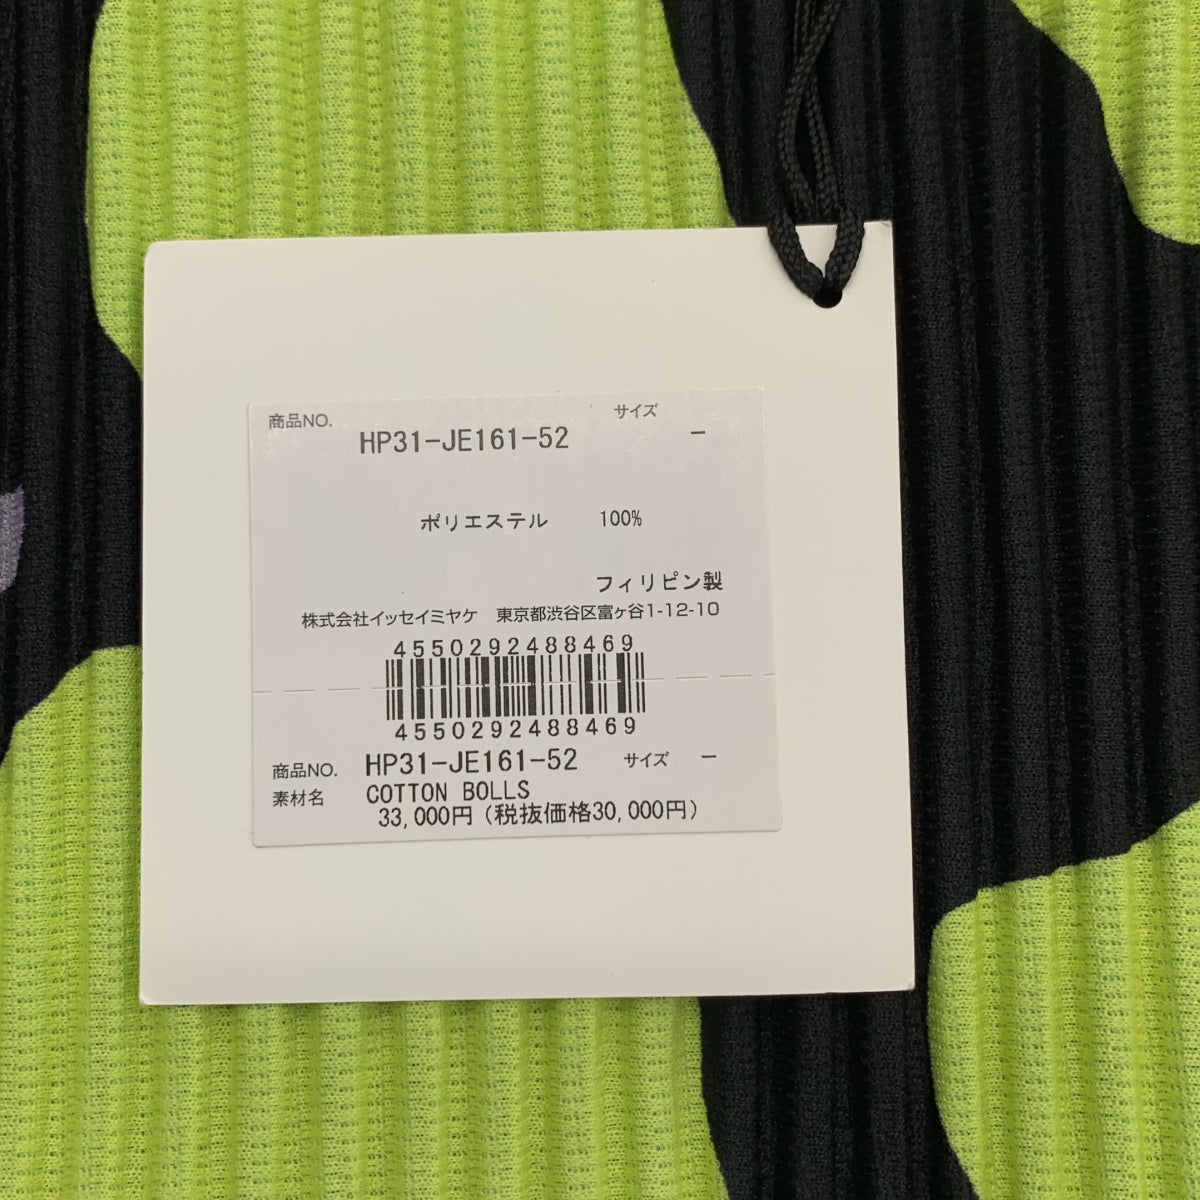 商品NO. サイズ
HP31-JE161-52 －
ポリエステル 100%
フィリピン製
株式会社イッセイミヤケ 東京都渋谷区富ヶ谷1-12-10
4550292488469
4550292488469
商品NO. HP31-JE161-52 サイズ －
素材名 COTTON BOLLS
33,000円（税抜価格30,000円）